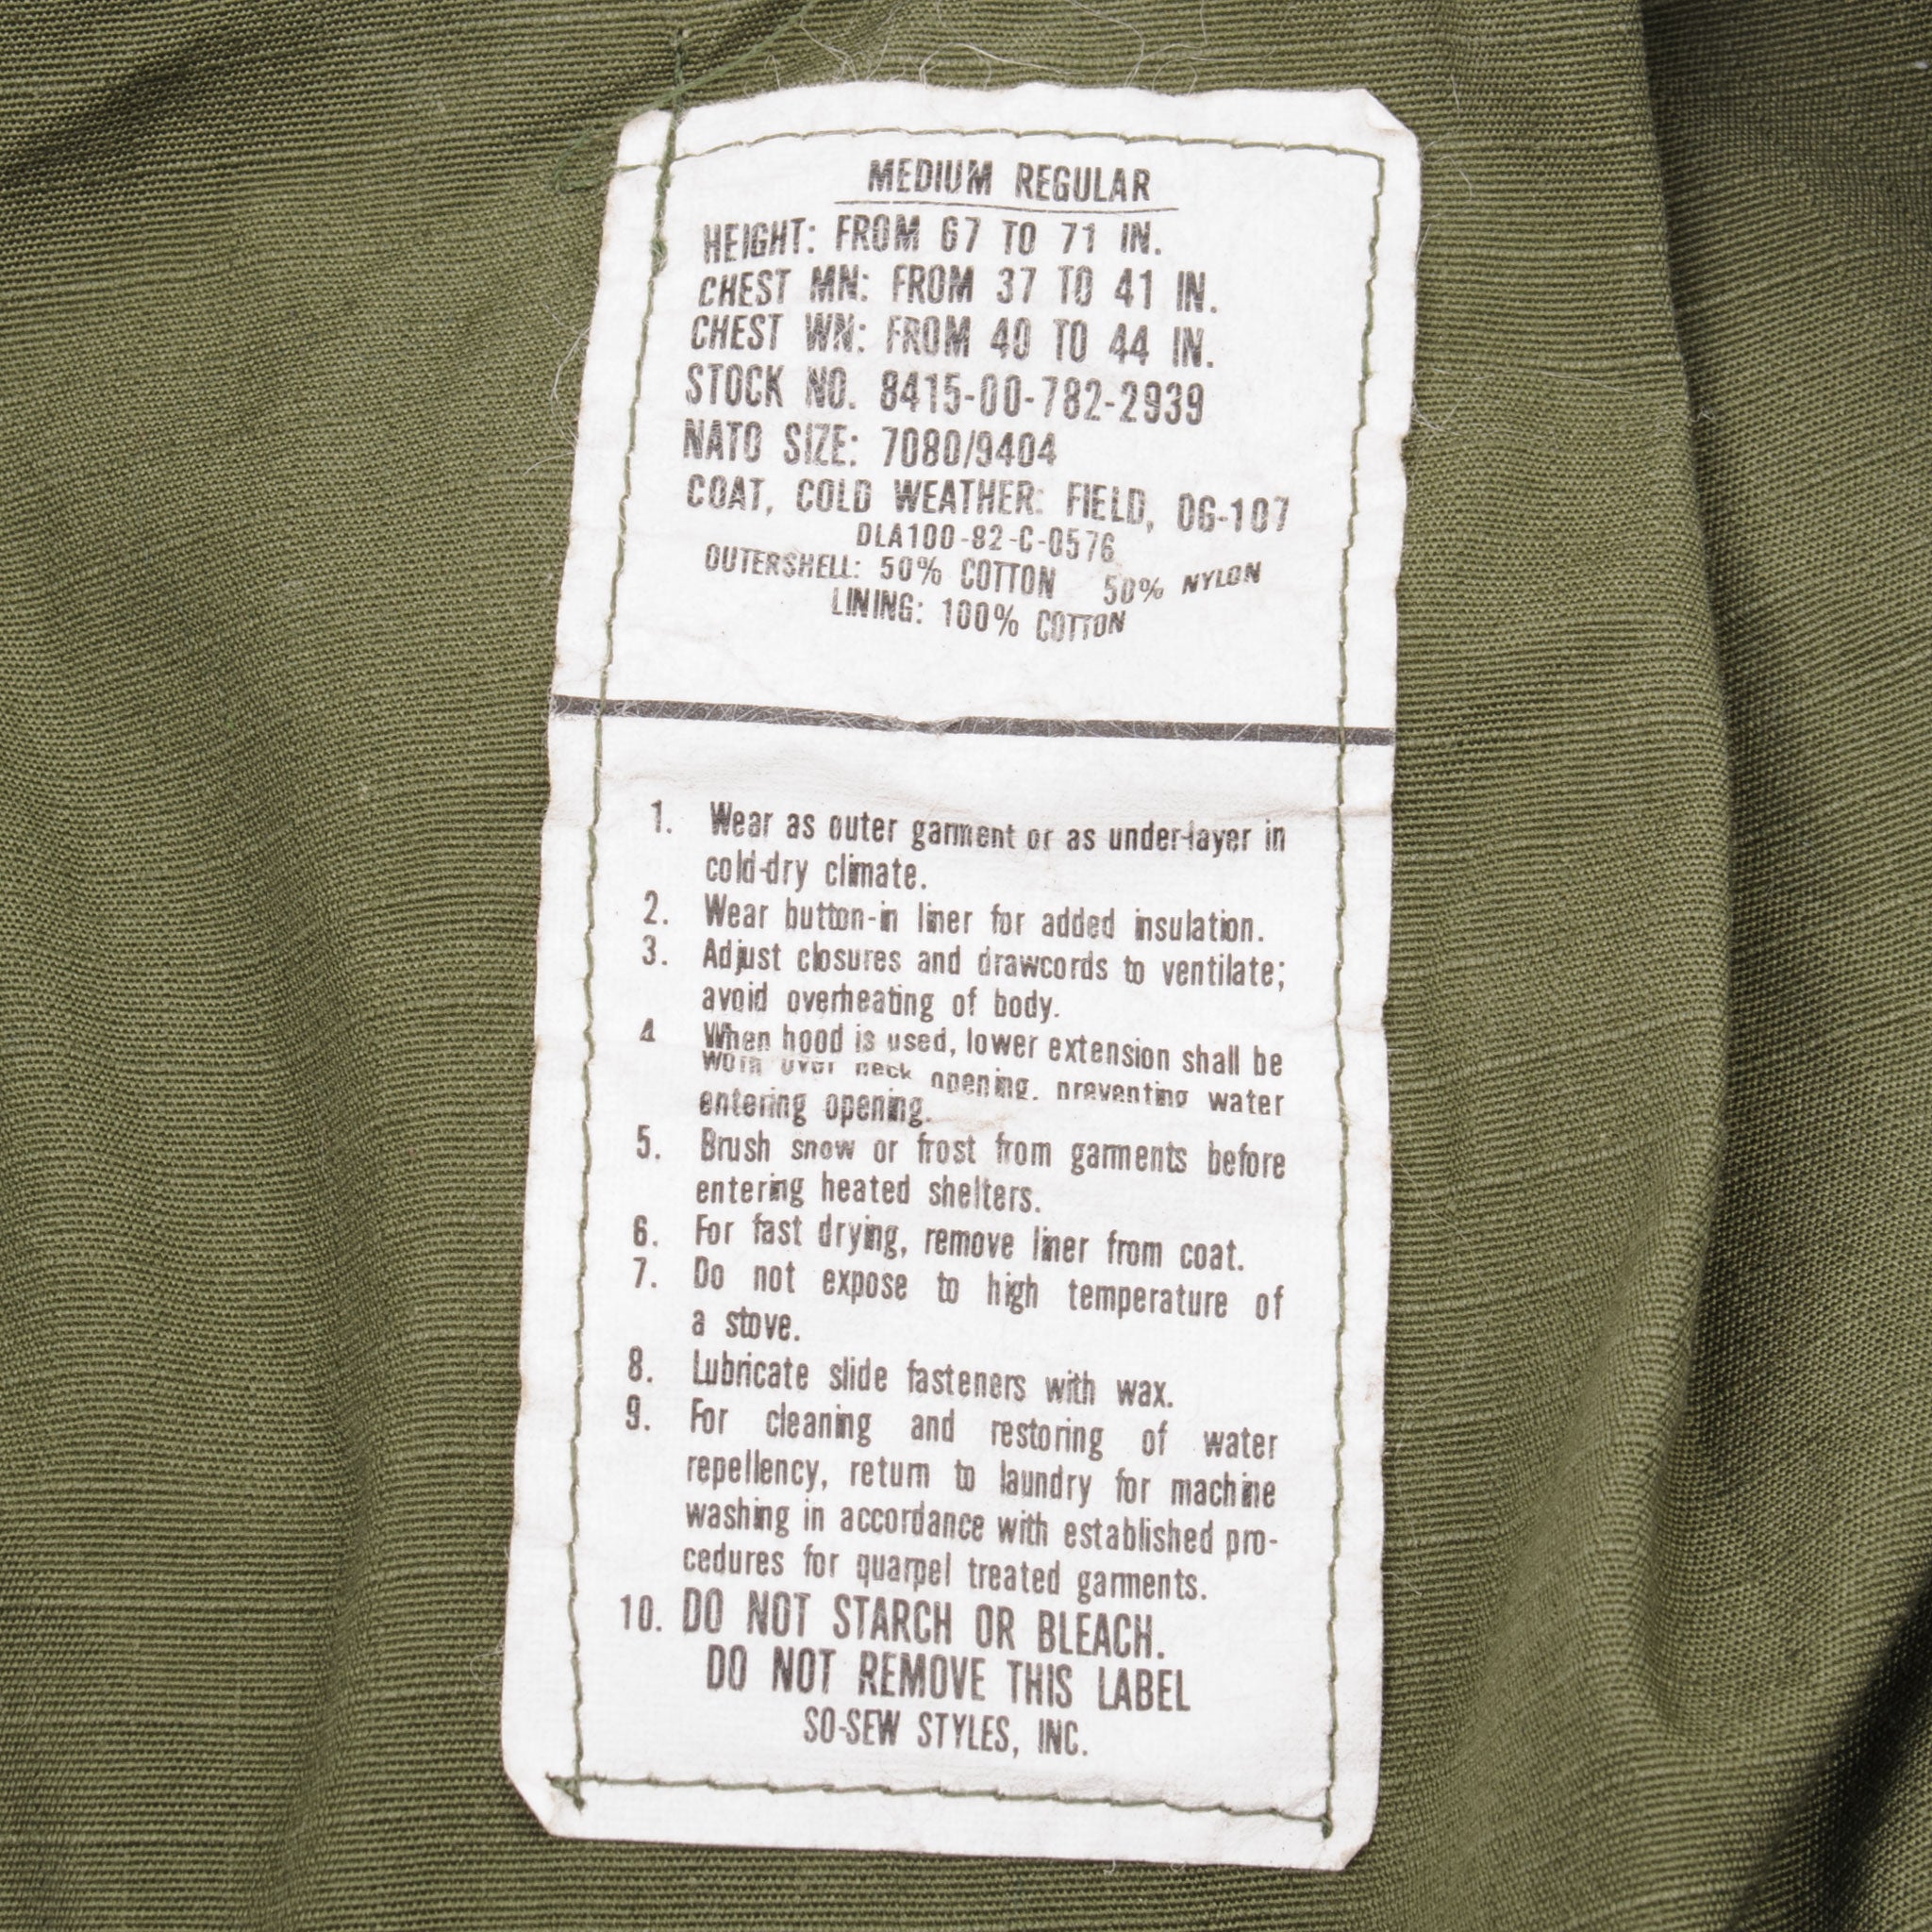 MEDIUM REGULAR
HEIGHT: FROM 67 TO 71 IN.
CHEST MN: FROM 37 TO 41 IN.
CHEST WN: FROM 40 TO 44 IN.
STOCK NO. 8415-00-782-2939
NATO SIZE: 7080/9404
COAT, COLD WEATHER: FIELD, OG-107
DLA100-82-C-0576
OUTERSHELL: 50% COTTON 50% NYLON
LINING: 100% COTTON
1. Wear as outer garment or as under-layer in
cold-dry climate.
2. Wear button-in liner for added insulation.
3. Adjust closures and drawcords to ventilate;
avoid overheating of body.
4 When hood is used, lower extension shall be
worn over neck opening, preventing water
entering opening.
5. Brush snow or frost from garments before
entering heated shelters.
6. For fast drying, remove liner from coat.
7. Do not expose to high temperature of
a stove.
8. Lubricate slide fasteners with wax.
9. For cleaning and restoring of water
repellency, return to laundry for machine
washing in accordance with established pro-
cedures for quarpel treated garments.
10. DO NOT STARCH OR BLEACH.
DO NOT REMOVE THIS LABEL
SO-SEW STYLES, INC.